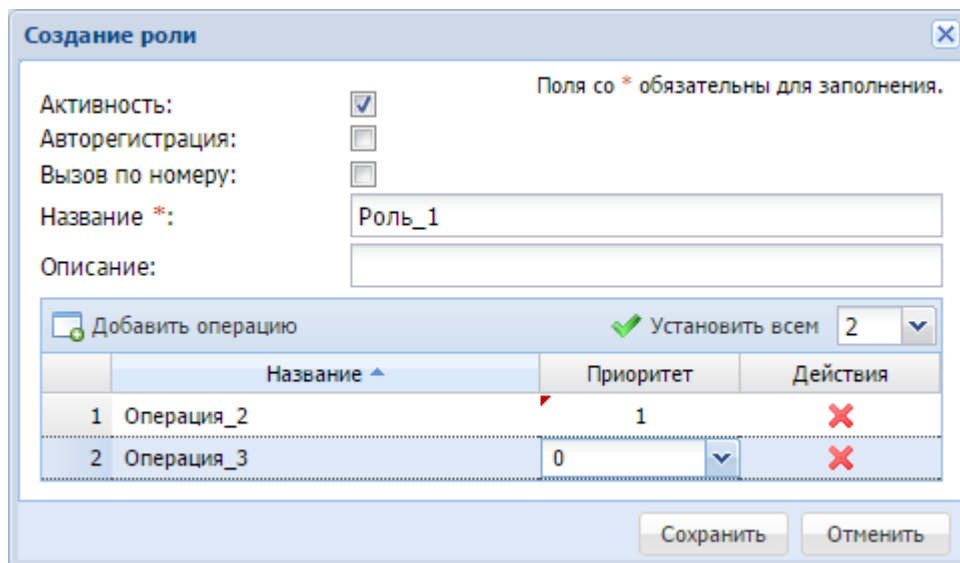 Создание роли
Поля со * обязательны для заполнения.
Активность:
Авторегистрация:
Вызов по номеру:
Название *: Роль_1
Описание:
Добавить операцию Установить всем 2
Название Приоритет Действия
1 Операция_2 1
2 Операция_3 0
Сохранить Отменить